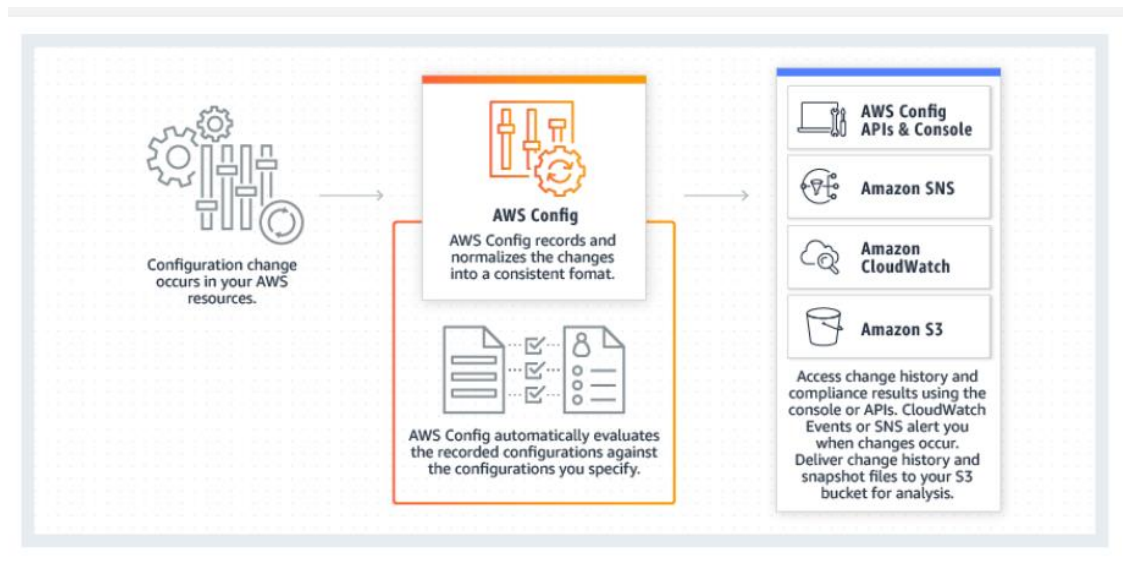 Configuration change
occurs in your AWS
resources.
AWS Config
AWS Config records and
normalizes the changes
into a consistent fomat.
AWS Config automatically evaluates
the recorded configurations against
the configurations you specify.
AWS Config
APIs & Console
Amazon SNS
Amazon
CloudWatch
Amazon S3
Access change history and
compliance results using the
console or APIs. CloudWatch
Events or SNS alert you
when changes occur.
Deliver change history and
snapshot files to your S3
bucket for analysis.